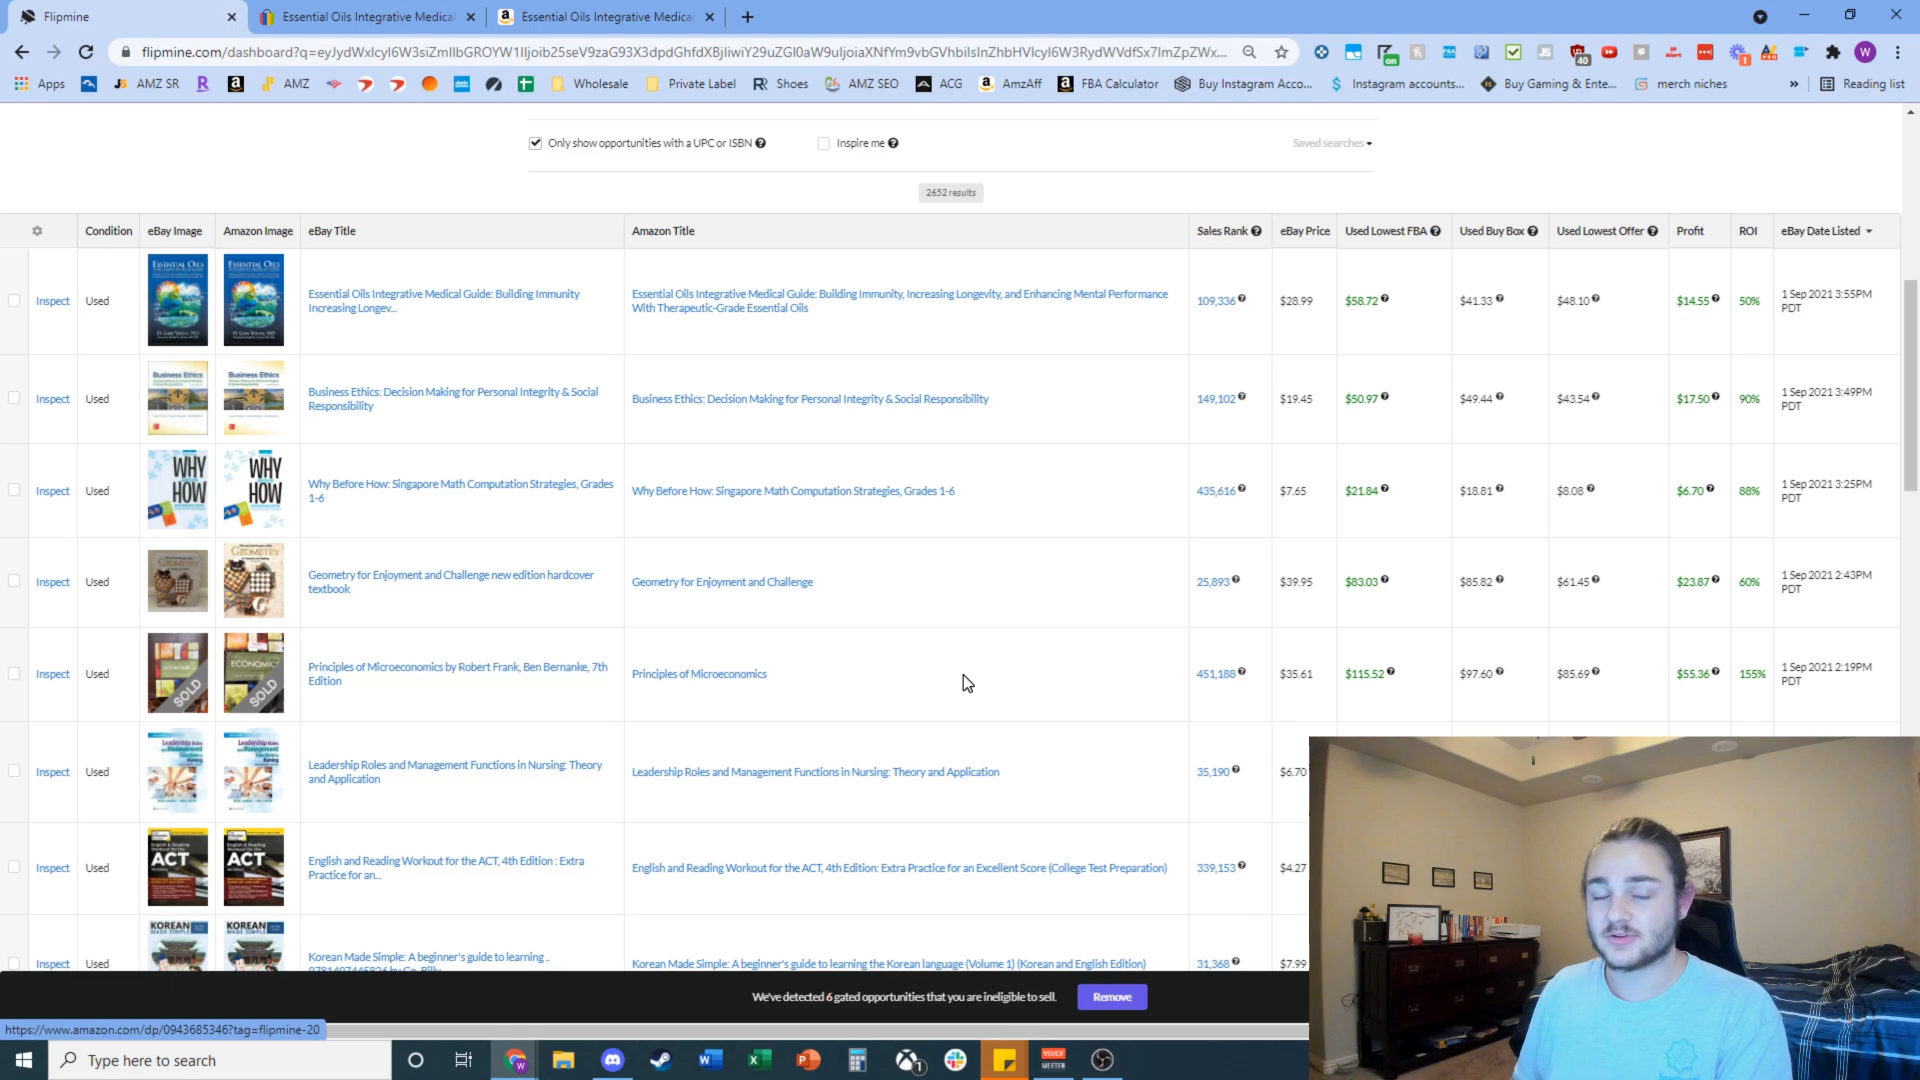 Flipmine
Essential Oils Integrative Medical
Essential Oils Integrative Medical
flipmine.com/dashboard?q=eyJydWxlcyI6W3siZmllbGROYW1lIjoib25seV9zaG93X3dpdGhfdXBjIiwiY29uZGl0aW9uIjoiaXNfYm9vbGVhbiIsInZhbHVlcyI6W3RydWVdfSx7ImZpZWx...
Apps
AMZ SR
AMZ
Wholesale
Private Label
Shoes
AMZ SEO
ACG
AmzAff
FBA Calculator
Buy Instagram Acco...
Instagram accounts...
Buy Gaming & Ente...
merch niches
Reading list
Only show opportunities with a UPC or ISBN
Inspire me
Saved searches
2652 results
Condition eBay Image Amazon Image eBay Title Amazon Title Sales Rank eBay Price Used Lowest FBA Used Buy Box Used Lowest Offer Profit ROI eBay Date Listed
Inspect Used Essential Oils Integrative Medical Guide: Building Immunity Increasing Longev... Essential Oils Integrative Medical Guide: Building Immunity, Increasing Longevity, and Enhancing Mental Performance With Therapeutic-Grade Essential Oils 109,336 $28.99 $58.72 $41.33 $48.10 $14.55 50% 1 Sep 2021 3:55PM PDT
Inspect Used Business Ethics: Decision Making for Personal Integrity & Social Responsibility Business Ethics: Decision Making for Personal Integrity & Social Responsibility 149,102 $19.45 $50.97 $49.44 $43.54 $17.50 90% 1 Sep 2021 3:49PM PDT
Inspect Used WHY HOW WHY HOW Why Before How: Singapore Math Computation Strategies, Grades 1-6 Why Before How: Singapore Math Computation Strategies, Grades 1-6 435,616 $7.65 $21.84 $18.81 $8.08 $6.70 88% 1 Sep 2021 3:25PM PDT
Inspect Used Geometry for Enjoyment and Challenge new edition hardcover textbook Geometry for Enjoyment and Challenge 25,893 $39.95 $83.03 $85.82 $61.45 $23.87 60% 1 Sep 2021 2:43PM PDT
Inspect Used SOLD SOLD Principles of Microeconomics by Robert Frank, Ben Bernanke, 7th Edition Principles of Microeconomics 451,188 $35.61 $115.52 $97.60 $85.69 $55.36 155% 1 Sep 2021 2:19PM PDT
Inspect Used Leadership Roles and Management Functions in Nursing: Theory and Application Leadership Roles and Management Functions in Nursing: Theory and Application 35,190 $6.70
Inspect Used ACT ACT English and Reading Workout for the ACT, 4th Edition : Extra Practice for an... English and Reading Workout for the ACT, 4th Edition: Extra Practice for an Excellent Score (College Test Preparation) 339,153 $4.27
Inspect Used KOREAN MADE SIMPLE KOREAN MADE SIMPLE Korean Made Simple: A beginner's guide to learning .. Korean Made Simple: A beginner's guide to learning the Korean language (Volume 1) (Korean and English Edition) 31,368 $7.99
We've detected 6 gated opportunities that you are ineligible to sell.
Remove
https://www.amazon.com/dp/0943685346?tag=flipmine-20
Type here to search